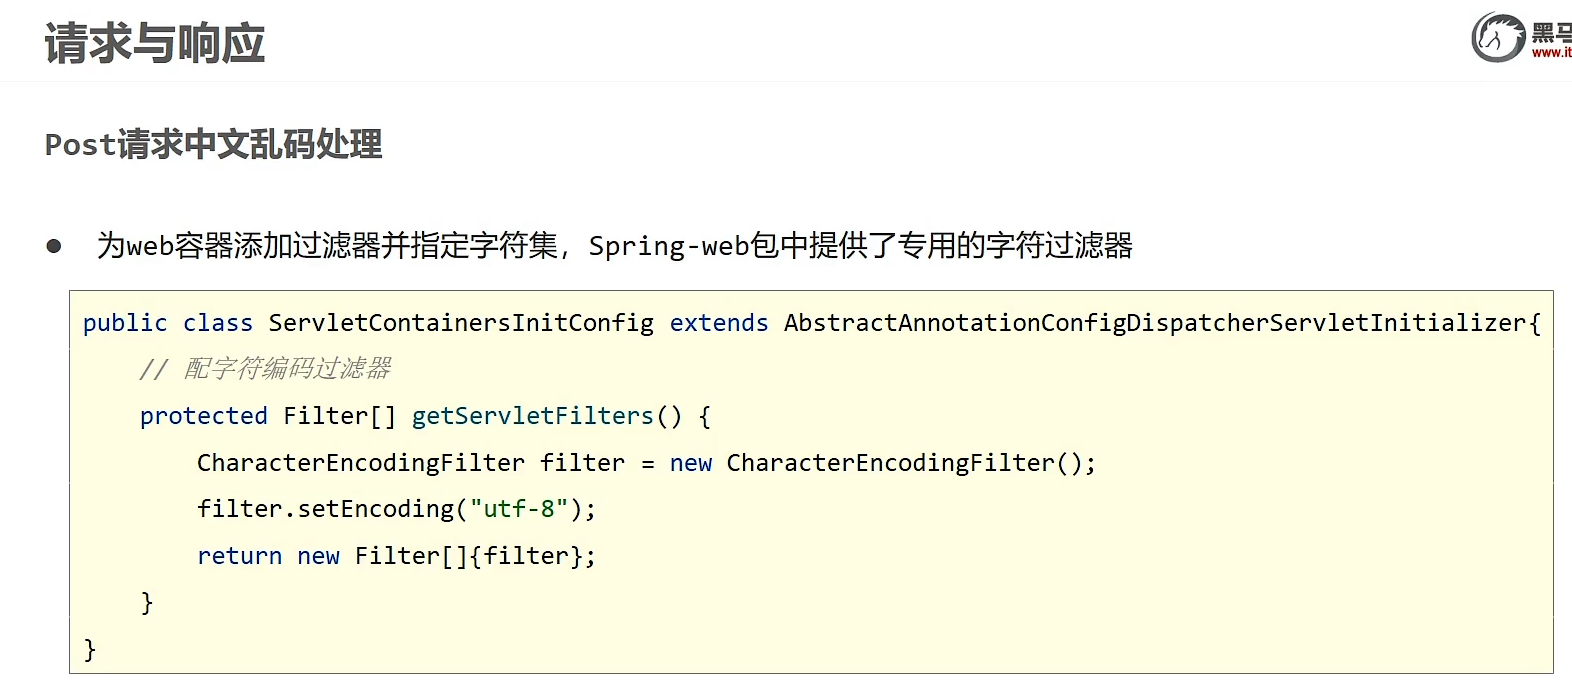 请求与响应
黑马
www.it
Post请求中文乱码处理
● 为web容器添加过滤器并指定字符集，Spring-web包中提供了专用的字符过滤器
public class ServletContainersInitConfig extends AbstractAnnotationConfigDispatcherServletInitializer{
// 配字符编码过滤器
protected Filter[] getServletFilters() {
CharacterEncodingFilter filter = new CharacterEncodingFilter();
filter.setEncoding("utf-8");
return new Filter[]{filter};
}
}